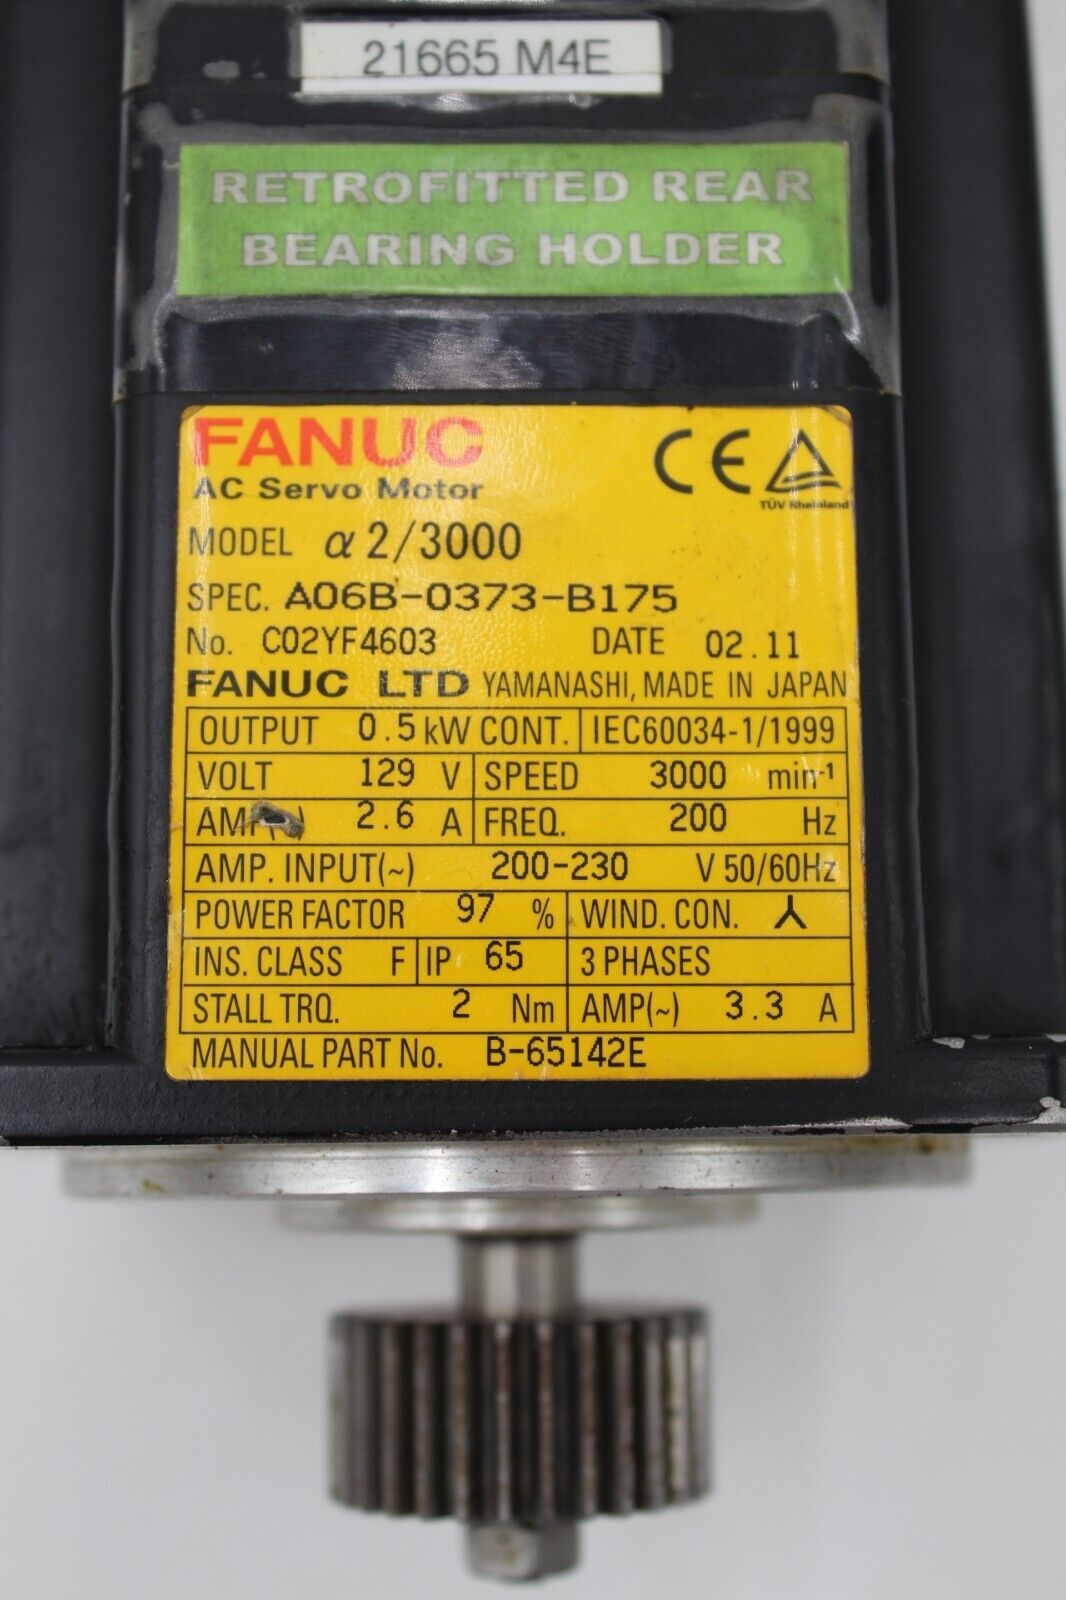 21665 M4E
RETROFITTED REAR
BEARING HOLDER
FANUC
AC Servo Motor
CE
TÜV Rheinland
MODEL α2/3000
SPEC. A06B-0373-B175
No. C02YF4603 DATE 02.11
FANUC LTD YAMANASHI, MADE IN JAPAN
OUTPUT 0.5 kW CONT. IEC60034-1/1999
VOLT 129 V SPEED 3000 min-¹
2.6 A FREQ. 200 Hz
AMP. INPUT(~) 200-230 V 50/60Hz
POWER FACTOR 97 % WIND. CON.
INS. CLASS F IP 65 3 PHASES
STALL TRQ. 2 Nm AMP(~) 3.3 A
MANUAL PART No. B-65142E